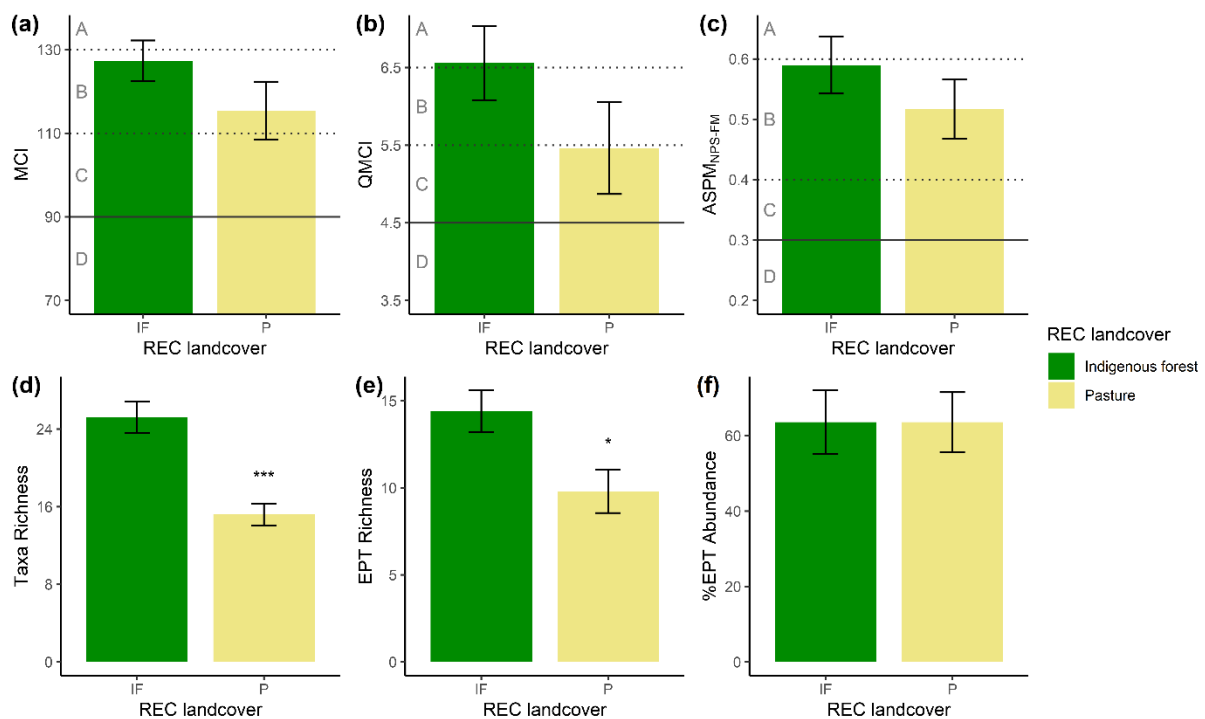 (a)
MCI
130
110
90
70
A
B
C
D
IF
P
REC landcover
(b)
QMCI
6.5
5.5
4.5
3.5
A
B
C
D
IF
P
REC landcover
(c)
ASPMNPS-FM
0.6
0.5
0.4
0.3
0.2
A
B
C
D
IF
P
REC landcover
REC landcover
Indigenous forest
Pasture
(d)
Taxa Richness
24
16
8
0
***
IF
P
REC landcover
(e)
EPT Richness
15
10
5
0
*
IF
P
REC landcover
(f)
%EPT Abundance
60
40
20
0
IF
P
REC landcover